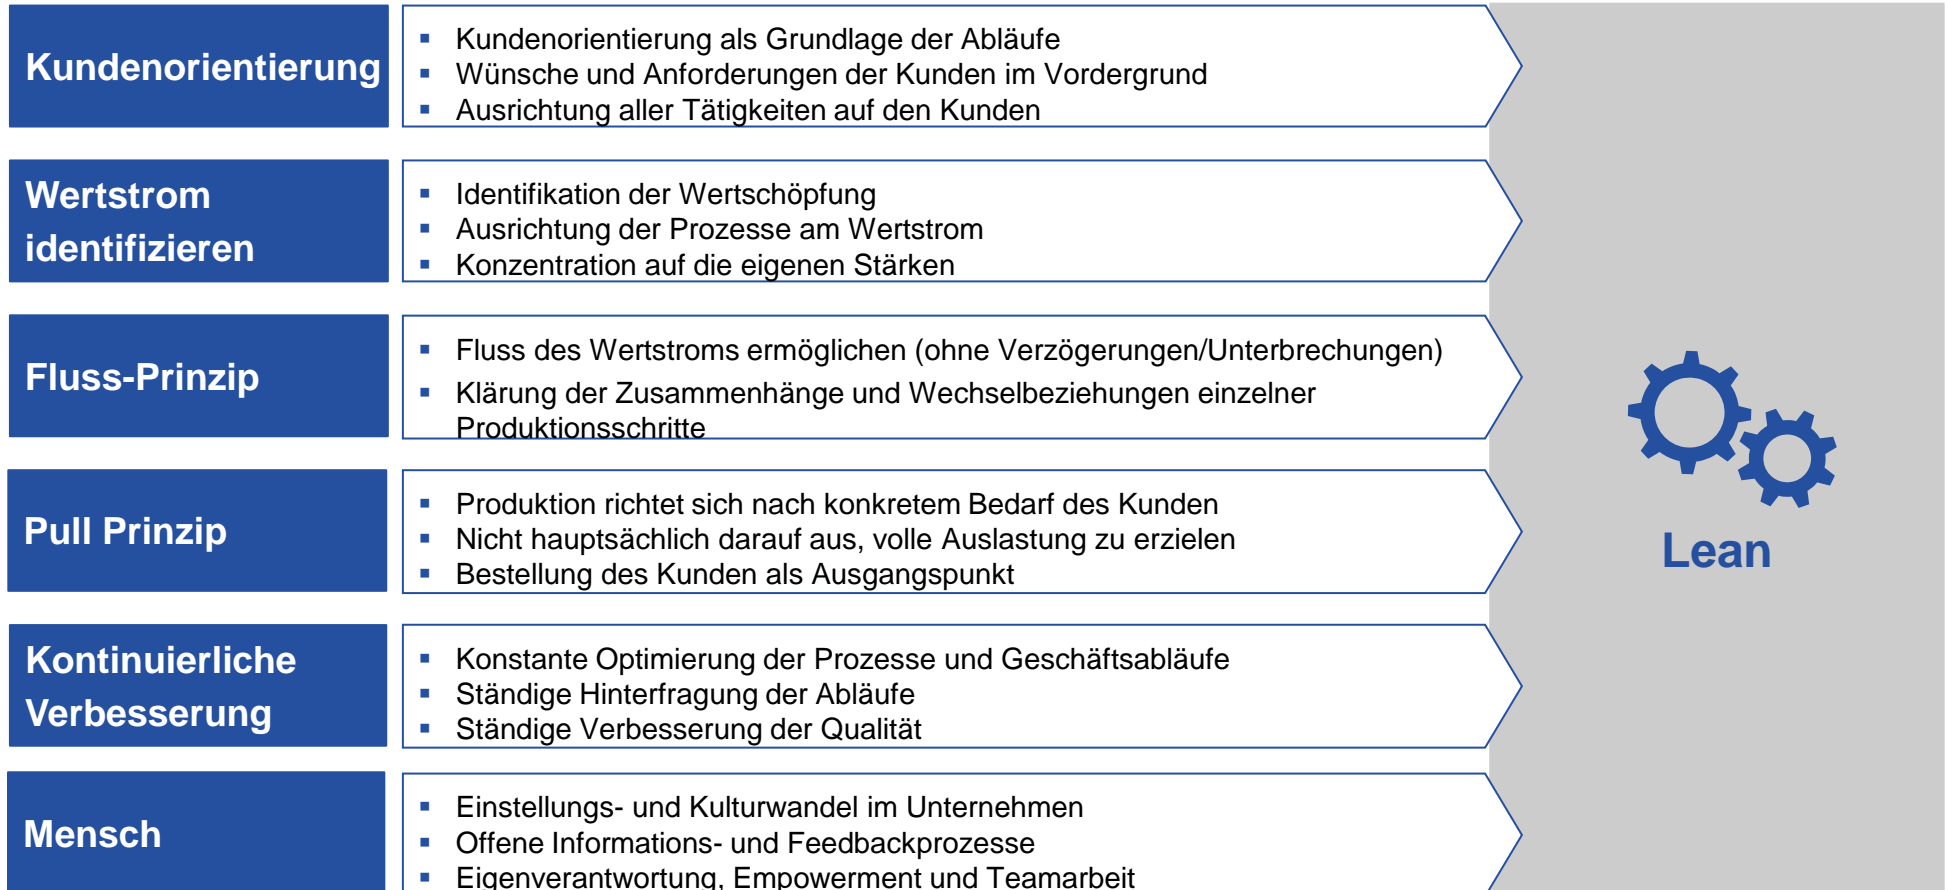 Kundenorientierung
▪ Kundenorientierung als Grundlage der Abläufe
▪ Wünsche und Anforderungen der Kunden im Vordergrund
▪ Ausrichtung aller Tätigkeiten auf den Kunden
Wertstrom
identifizieren
▪ Identifikation der Wertschöpfung
▪ Ausrichtung der Prozesse am Wertstrom
▪ Konzentration auf die eigenen Stärken
Fluss-Prinzip
▪ Fluss des Wertstroms ermöglichen (ohne Verzögerungen/Unterbrechungen)
▪ Klärung der Zusammenhänge und Wechselbeziehungen einzelner
Produktionsschritte
Pull Prinzip
▪ Produktion richtet sich nach konkretem Bedarf des Kunden
▪ Nicht hauptsächlich darauf aus, volle Auslastung zu erzielen
▪ Bestellung des Kunden als Ausgangspunkt
Kontinuierliche
Verbesserung
▪ Konstante Optimierung der Prozesse und Geschäftsabläufe
▪ Ständige Hinterfragung der Abläufe
▪ Ständige Verbesserung der Qualität
Mensch
▪ Einstellungs- und Kulturwandel im Unternehmen
▪ Offene Informations- und Feedbackprozesse
▪ Eigenverantwortung, Empowerment und Teamarbeit
Lean